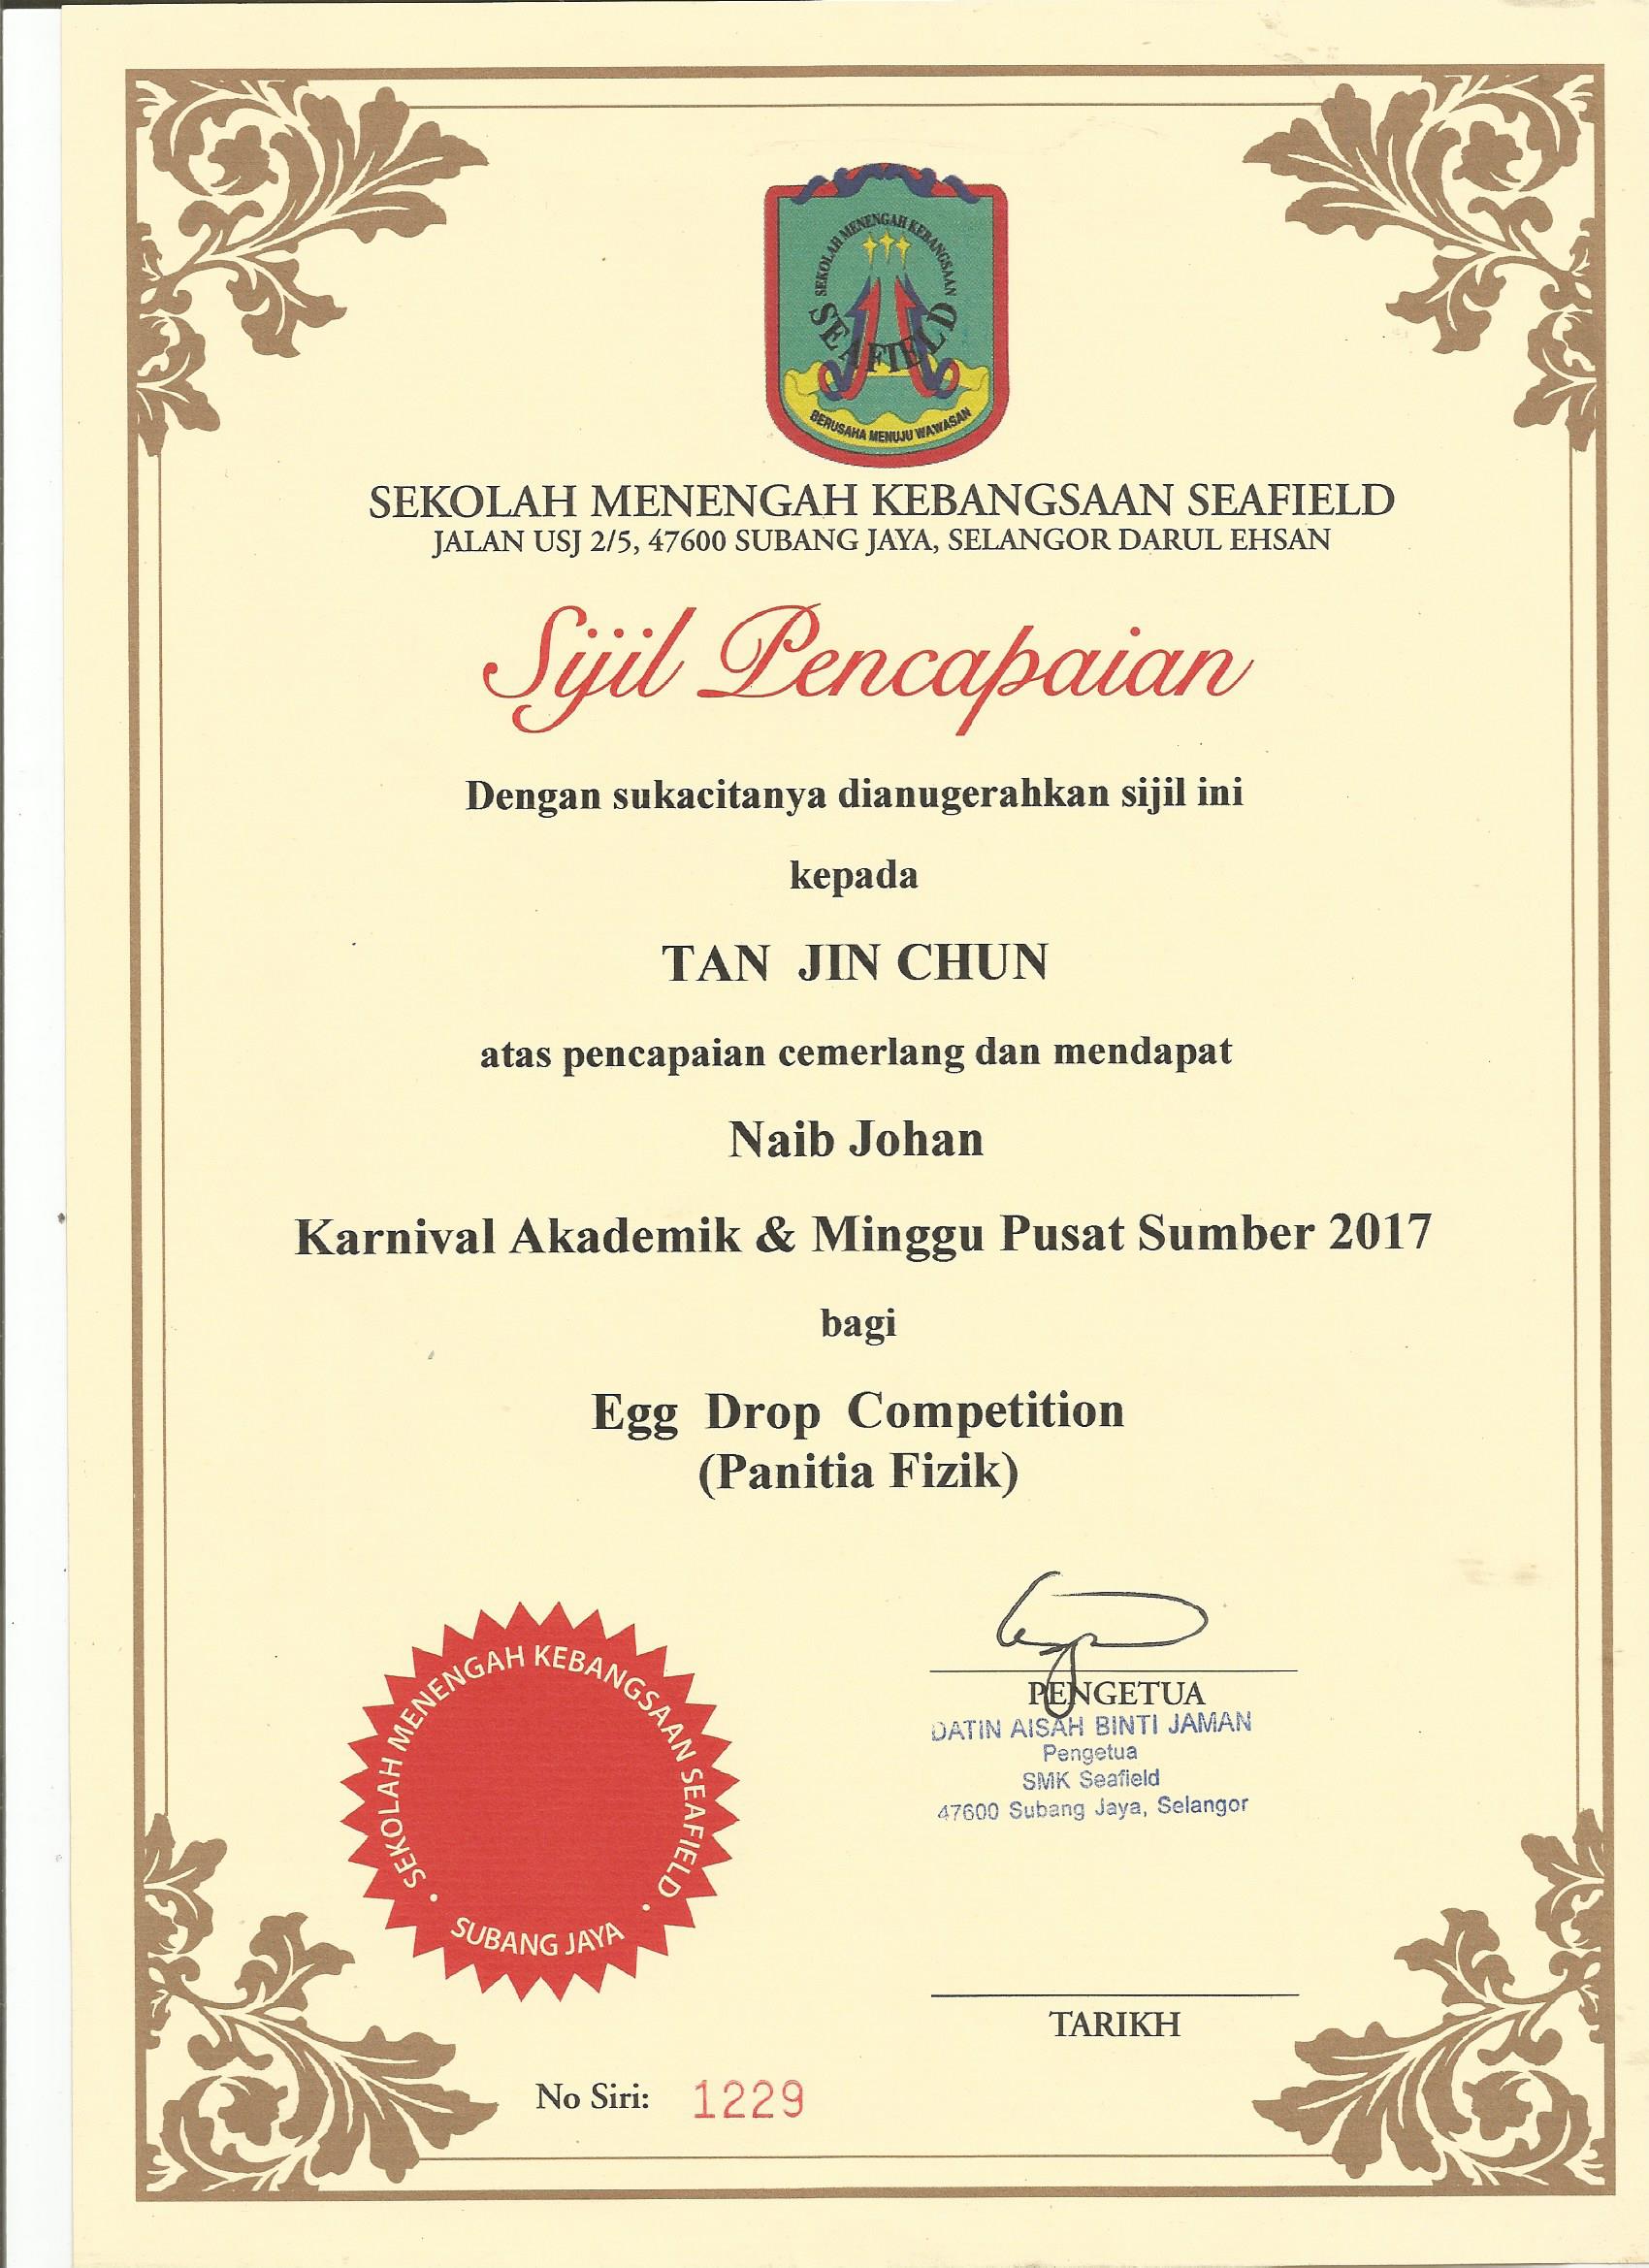 SEKOLAH MENENGAH KEBANGSAAN
SEAFIELD
BERUSAHA MENUJU WAWASAN
SEKOLAH MENENGAH KEBANGSAAN SEAFIELD
JALAN USJ 2/5, 47600 SUBANG JAYA, SELANGOR DARUL EHSAN
Sijil Pencapaian
Dengan sukacitanya dianugerahkan sijil ini
kepada
TAN JIN CHUN
atas pencapaian cemerlang dan mendapat
Naib Johan
Karnival Akademik & Minggu Pusat Sumber 2017
bagi
Egg Drop Competition
(Panitia Fizik)
SEKOLAH MENENGAH KEBANGSAAN SEAFIELD
• SUBANG JAYA •
PENGETUA
DATIN AISAH BINTI JAMAN
Pengetua
SMK Seafield
47600 Subang Jaya, Selangor
TARIKH
No Siri: 1229